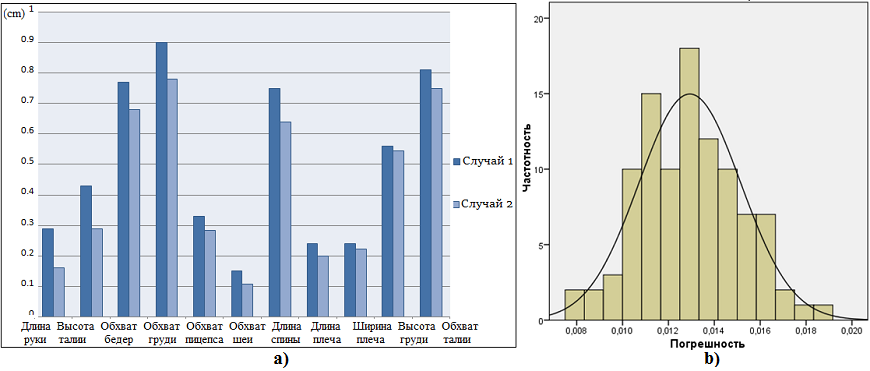 (cm)
1
0.9
0.8
0.7
0.6
0.5
0.4
0.3
0.2
0.1
0
Длина Высота Обхват Обхват Обхват Обхват Длина Длина Ширина Высота Обхват
руки талии бедер груди пицепса шеи спины плеча плеча груди талии
Случай 1
Случай 2
a)
Частотность
20
15
10
5
0
0,008 0,010 0,012 0,014 0,016 0,018 0,020
Погрешность
b)